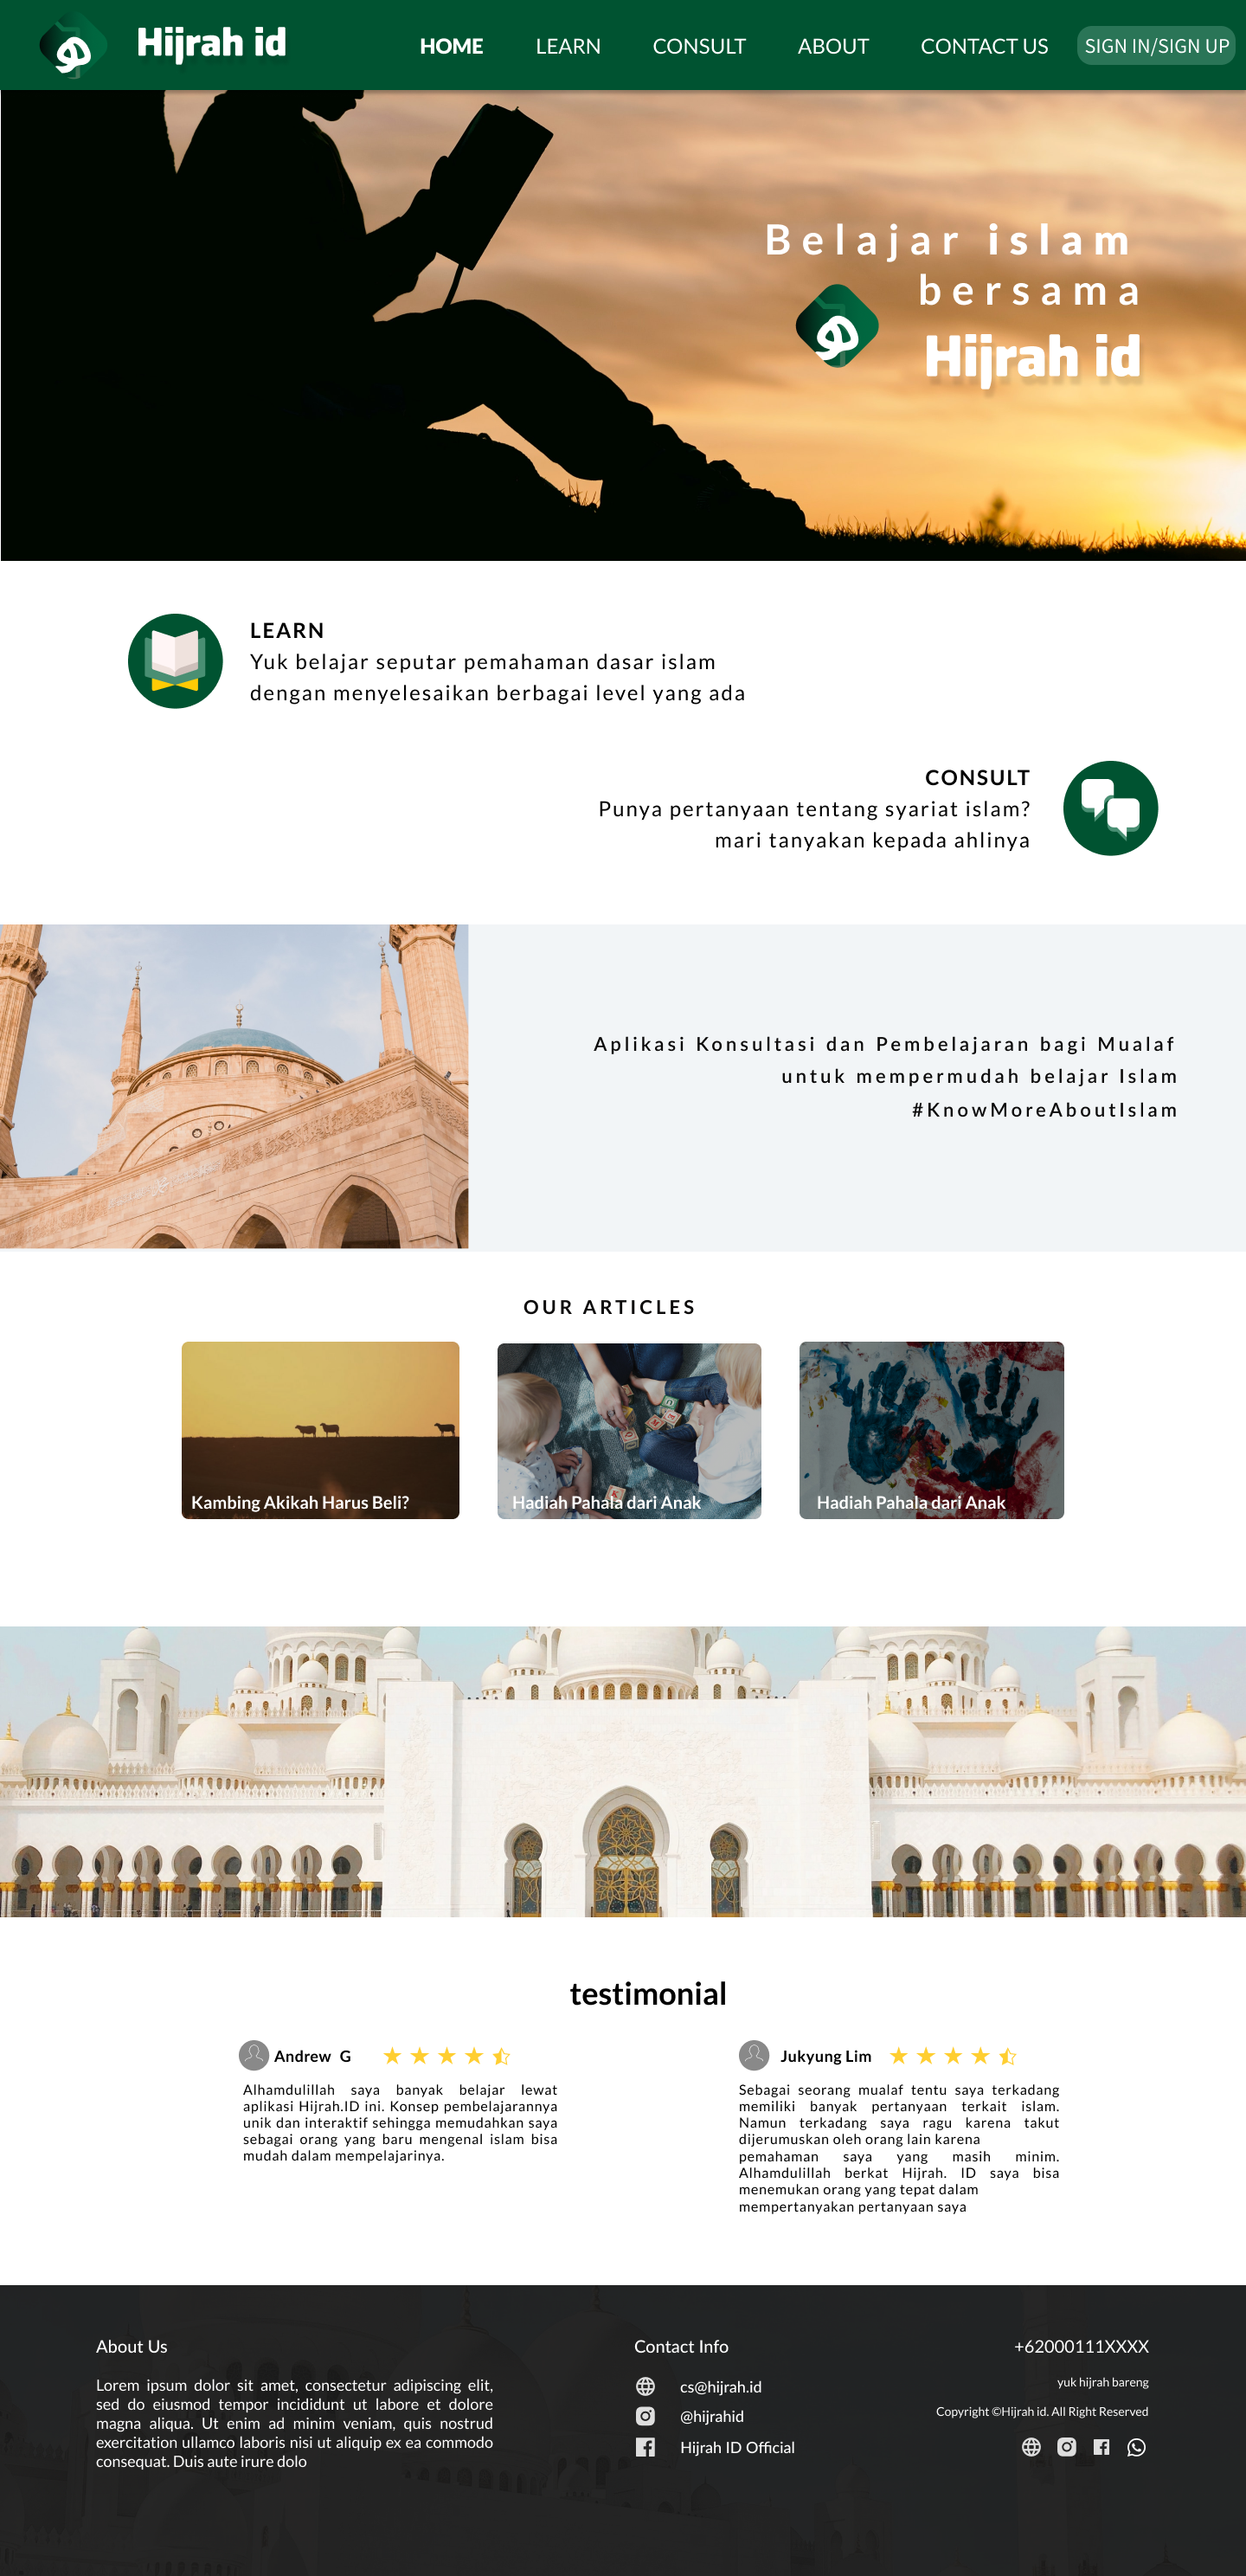 Hijrah id
HOME LEARN CONSULT ABOUT CONTACT US SIGN IN/SIGN UP
Belajar islam
bersama
Hijrah id
LEARN
Yuk belajar seputar pemahaman dasar islam
dengan menyelesaikan berbagai level yang ada
CONSULT
Punya pertanyaan tentang syariat islam?
mari tanyakan kepada ahlinya
Aplikasi Konsultasi dan Pembelajaran bagi Mualaf
untuk mempermudah belajar Islam
#KnowMoreAboutIslam
OUR ARTICLES
Kambing Akikah Harus Beli?
Hadiah Pahala dari Anak
Hadiah Pahala dari Anak
testimonial
Andrew G
Alhamdulillah saya banyak belajar lewat
aplikasi Hijrah.ID ini. Konsep pembelajarannya
unik dan interaktif sehingga memudahkan saya
sebagai orang yang baru mengenal islam bisa
mudah dalam mempelajarinya.
Jukyung Lim
Sebagai seorang mualaf tentu saya terkadang
memiliki banyak pertanyaan terkait islam.
Namun terkadang saya ragu karena takut
dijerumuskan oleh orang lain karena
pemahaman saya yang masih minim.
Alhamdulillah berkat Hijrah. ID saya bisa
menemukan orang yang tepat dalam
mempertanyakan pertanyaan saya
About Us
Lorem ipsum dolor sit amet, consectetur adipiscing elit,
sed do eiusmod tempor incididunt ut labore et dolore
magna aliqua. Ut enim ad minim veniam, quis nostrud
exercitation ullamco laboris nisi ut aliquip ex ea commodo
consequat. Duis aute irure dolo
Contact Info
cs@hijrah.id
@hijrahid
Hijrah ID Official
+62000111XXXX
yuk hijrah bareng
Copyright ©Hijrah id. All Right Reserved